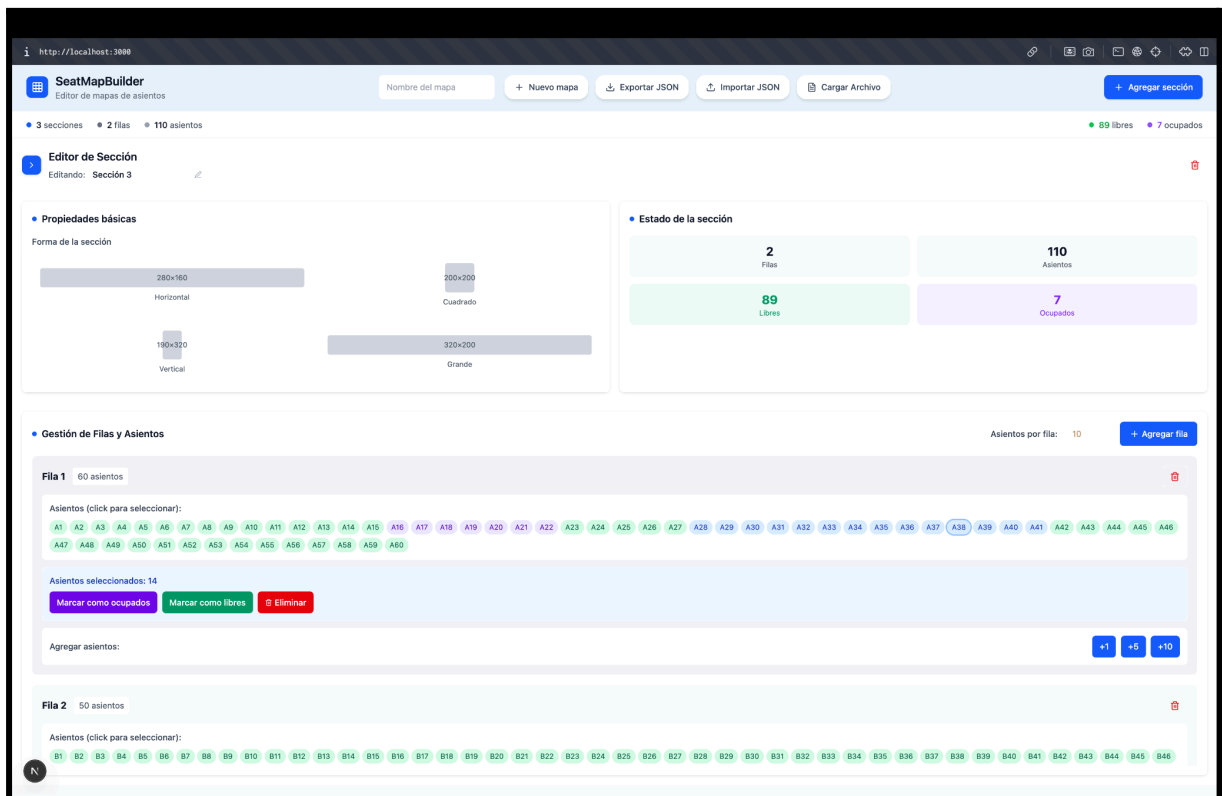 http://localhost:3000
SeatMapBuilder
Editor de mapas de asientos
Nombre del mapa
+ Nuevo mapa
Exportar JSON
Importar JSON
Cargar Archivo
+ Agregar sección
3 secciones 2 filas 110 asientos
89 libres 7 ocupados
Editor de Sección
Editando: Sección 3
Propiedades básicas
Forma de la sección
280×160
Horizontal
200×200
Cuadrado
190×320
Vertical
320×200
Grande
Estado de la sección
2
Filas
110
Asientos
89
Libres
7
Ocupados
Gestión de Filas y Asientos
Asientos por fila: 10
+ Agregar fila
Fila 1 60 asientos
Asientos (click para seleccionar):
A1 A2 A3 A4 A5 A6 A7 A8 A9 A10 A11 A12 A13 A14 A15 A16 A17 A18 A19 A20 A21 A22 A23 A24 A25 A26 A27 A28 A29 A30 A31 A32 A33 A34 A35 A36 A37 A38 A39 A40 A41 A42 A43 A44 A45 A46
A47 A48 A49 A50 A51 A52 A53 A54 A55 A56 A57 A58 A59 A60
Asientos seleccionados: 14
Marcar como ocupados
Marcar como libres
Eliminar
Agregar asientos:
+1 +5 +10
Fila 2 50 asientos
Asientos (click para seleccionar):
B1 B2 B3 B4 B5 B6 B7 B8 B9 B10 B11 B12 B13 B14 B15 B16 B17 B18 B19 B20 B21 B22 B23 B24 B25 B26 B27 B28 B29 B30 B31 B32 B33 B34 B35 B36 B37 B38 B39 B40 B41 B42 B43 B44 B45 B46
N